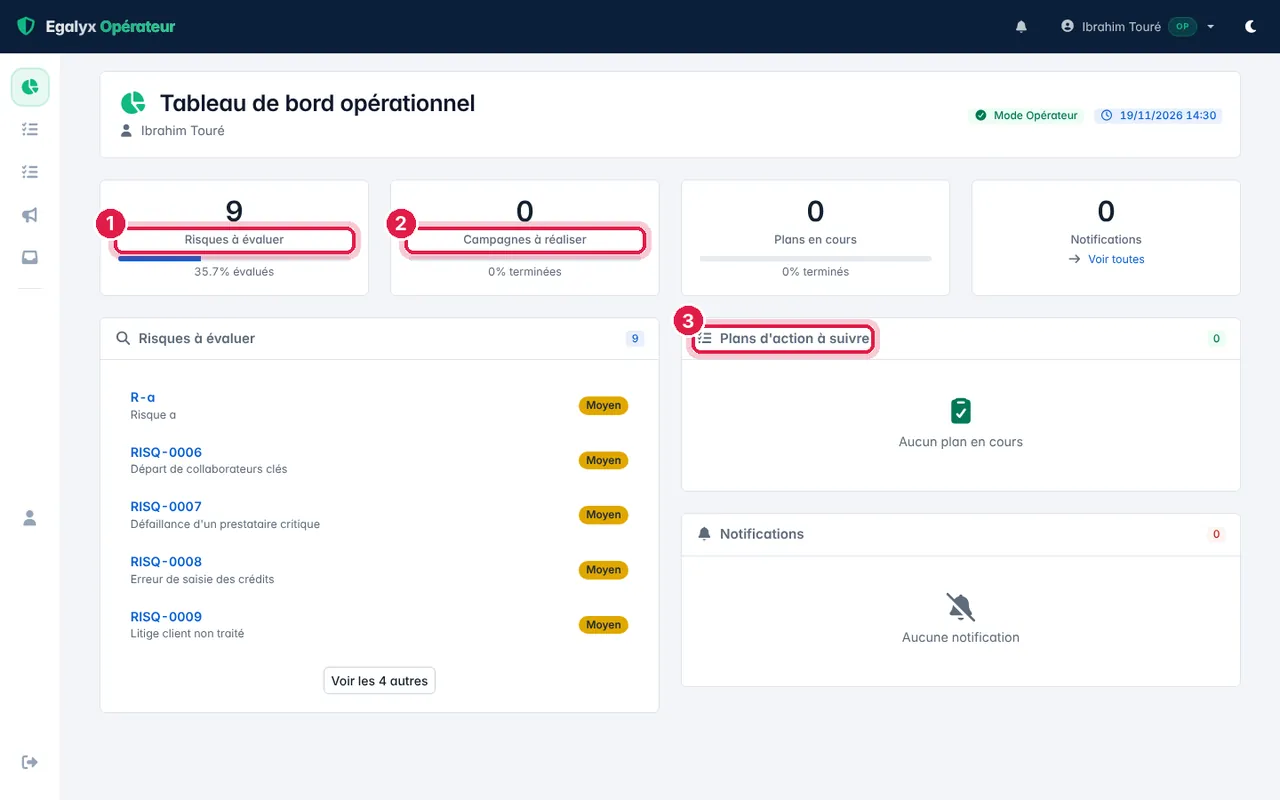 Egalyx Opérateur
Ibrahim Touré OP
Tableau de bord opérationnel
Ibrahim Touré
Mode Opérateur
19/11/2026 14:30
1
9
Risques à évaluer
35.7% évalués
2
0
Campagnes à réaliser
0% terminées
0
Plans en cours
0% terminés
0
Notifications
Voir toutes
Risques à évaluer 9
R-a
Risque a
Moyen
RISQ-0006
Départ de collaborateurs clés
Moyen
RISQ-0007
Défaillance d'un prestataire critique
Moyen
RISQ-0008
Erreur de saisie des crédits
Moyen
RISQ-0009
Litige client non traité
Moyen
Voir les 4 autres
3
Plans d'action à suivre 0
Aucun plan en cours
Notifications 0
Aucune notification